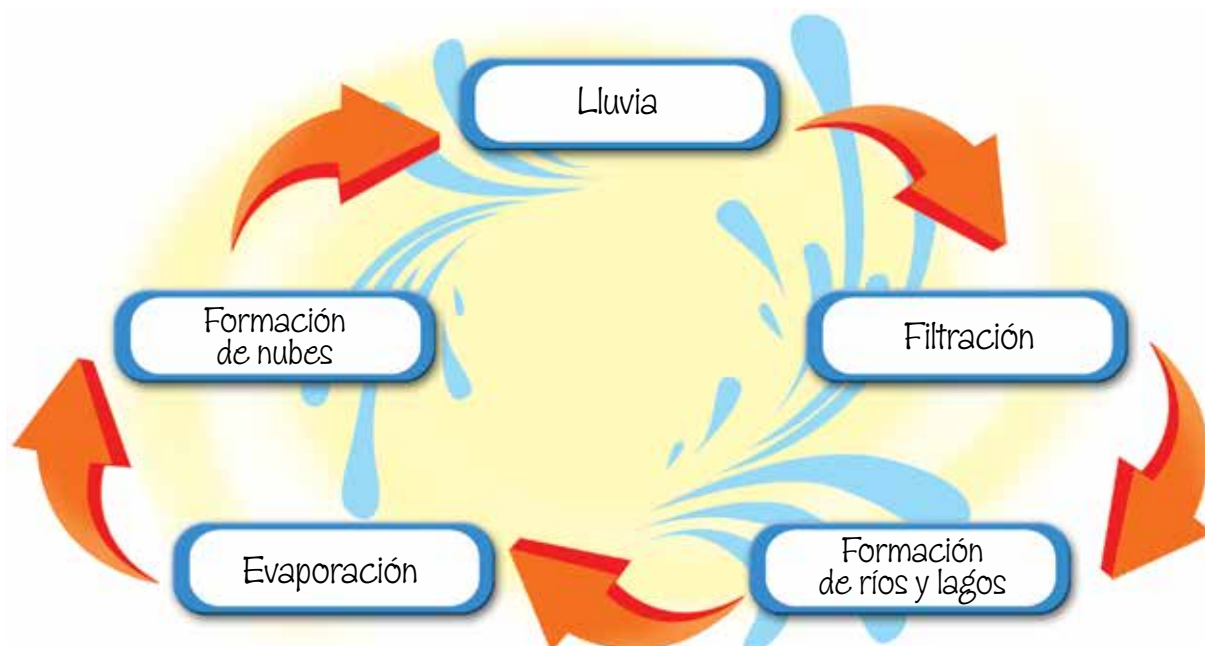 Lluvia
Filtración
Formación
de ríos y lagos
Evaporación
Formación
de nubes